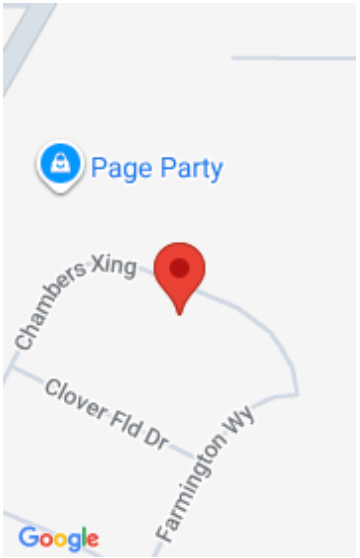 Page Party
Chambers Xing
Clover Fld Dr
Farmington Wy
Google